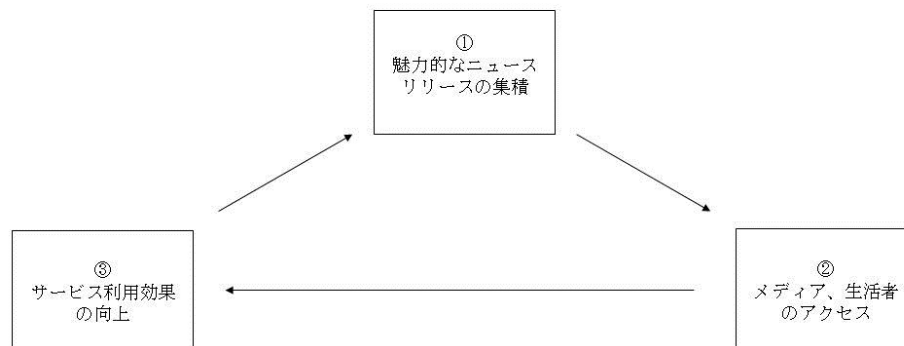 ①
魅力的なニュース
リリースの集積
③
サービス利用効果
の向上
②
メディア、生活者
のアクセス